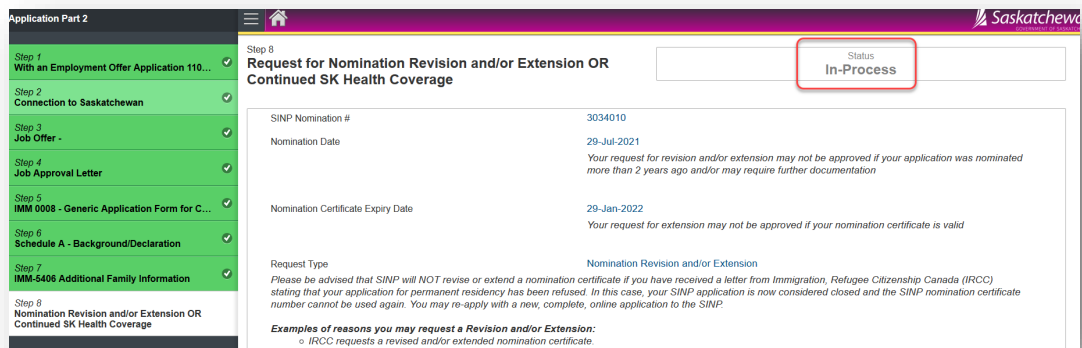 Application Part 2
Saskatchewa
GOVERNMENT OF SASKATCH
Step 1
With an Employment Offer Application 110...
Step 2
Connection to Saskatchewan
Step 3
Job Offer -
Step 4
Job Approval Letter
Step 5
IMM 0008 - Generic Application Form for C...
Step 6
Schedule A - Background/Declaration
Step 7
IMM-5406 Additional Family Information
Step 8
Nomination Revision and/or Extension OR
Continued SK Health Coverage
Step 8
Request for Nomination Revision and/or Extension OR
Continued SK Health Coverage
Status
In-Process
SINP Nomination # 3034010
Nomination Date 29-Jul-2021
Your request for revision and/or extension may not be approved if your application was nominated
more than 2 years ago and/or may require further documentation
Nomination Certificate Expiry Date 29-Jan-2022
Your request for extension may not be approved if your nomination certificate is valid
Request Type Nomination Revision and/or Extension
Please be advised that SINP will NOT revise or extend a nomination certificate if you have received a letter from Immigration, Refugee Citizenship Canada (IRCC)
stating that your application for permanent residency has been refused. In this case, your SINP application is now considered closed and the SINP nomination certificate
number cannot be used again. You may re-apply with a new, complete, online application to the SINP.
Examples of reasons you may request a Revision and/or Extension:
○ IRCC requests a revised and/or extended nomination certificate.